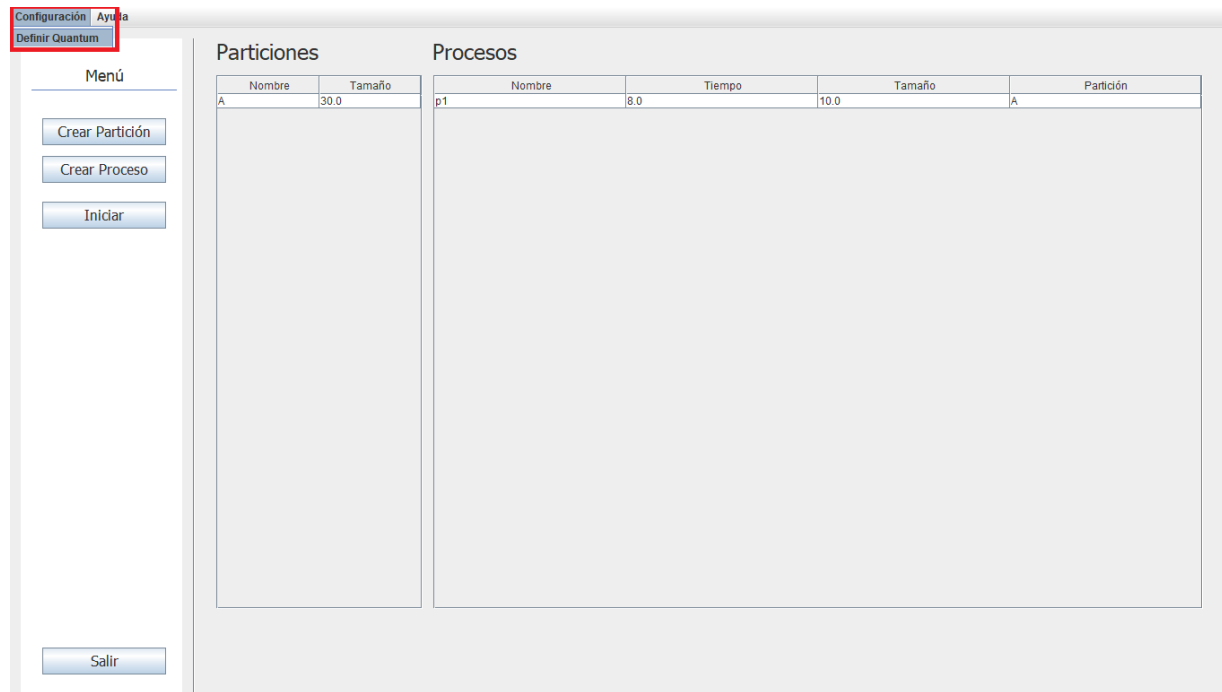 Configuración Ayuda
Definir Quantum
Menú
Crear Partición
Crear Proceso
Iniciar
Salir
Particiones
Nombre Tamaño
A 30.0
Procesos
Nombre Tiempo Tamaño Partición
p1 8.0 10.0 A